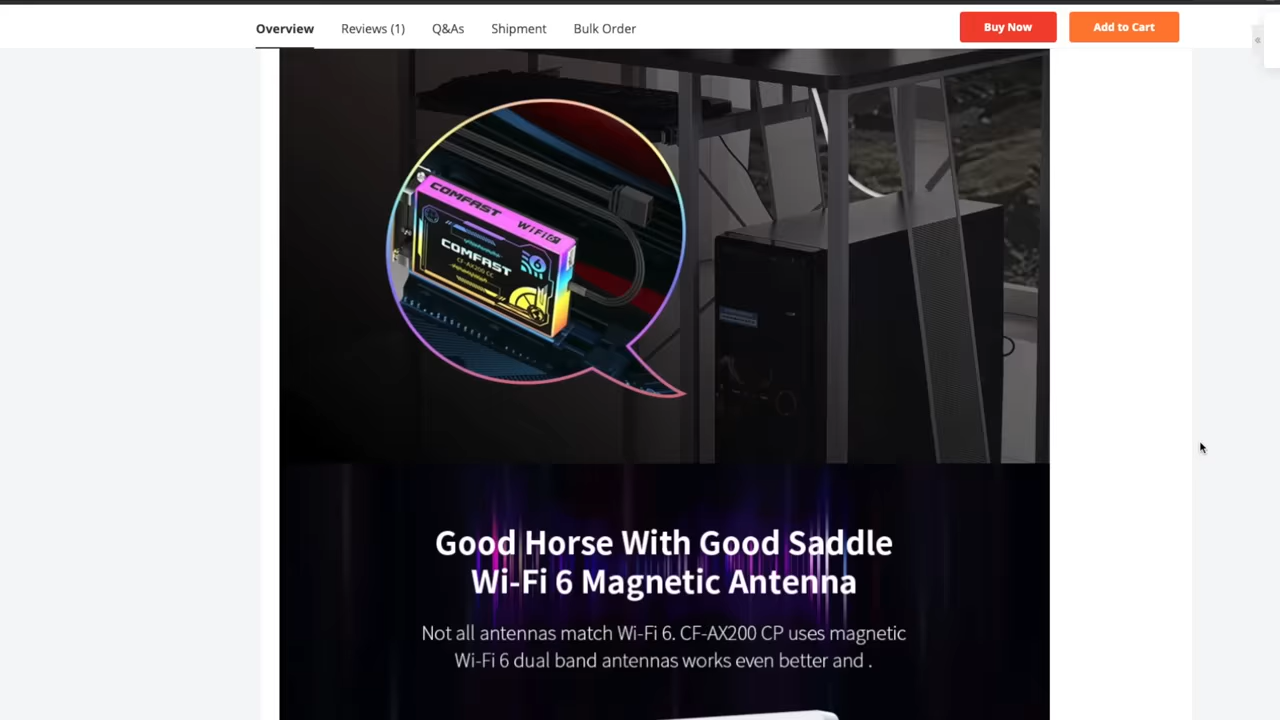 Overview
Reviews (1)
Q&As
Shipment
Bulk Order
Buy Now
Add to Cart
COMFAST WiFi6
COMFAST
CF-AX200 CC
6
Good Horse With Good Saddle
Wi-Fi 6 Magnetic Antenna
Not all antennas match Wi-Fi 6. CF-AX200 CP uses magnetic
Wi-Fi 6 dual band antennas works even better and .